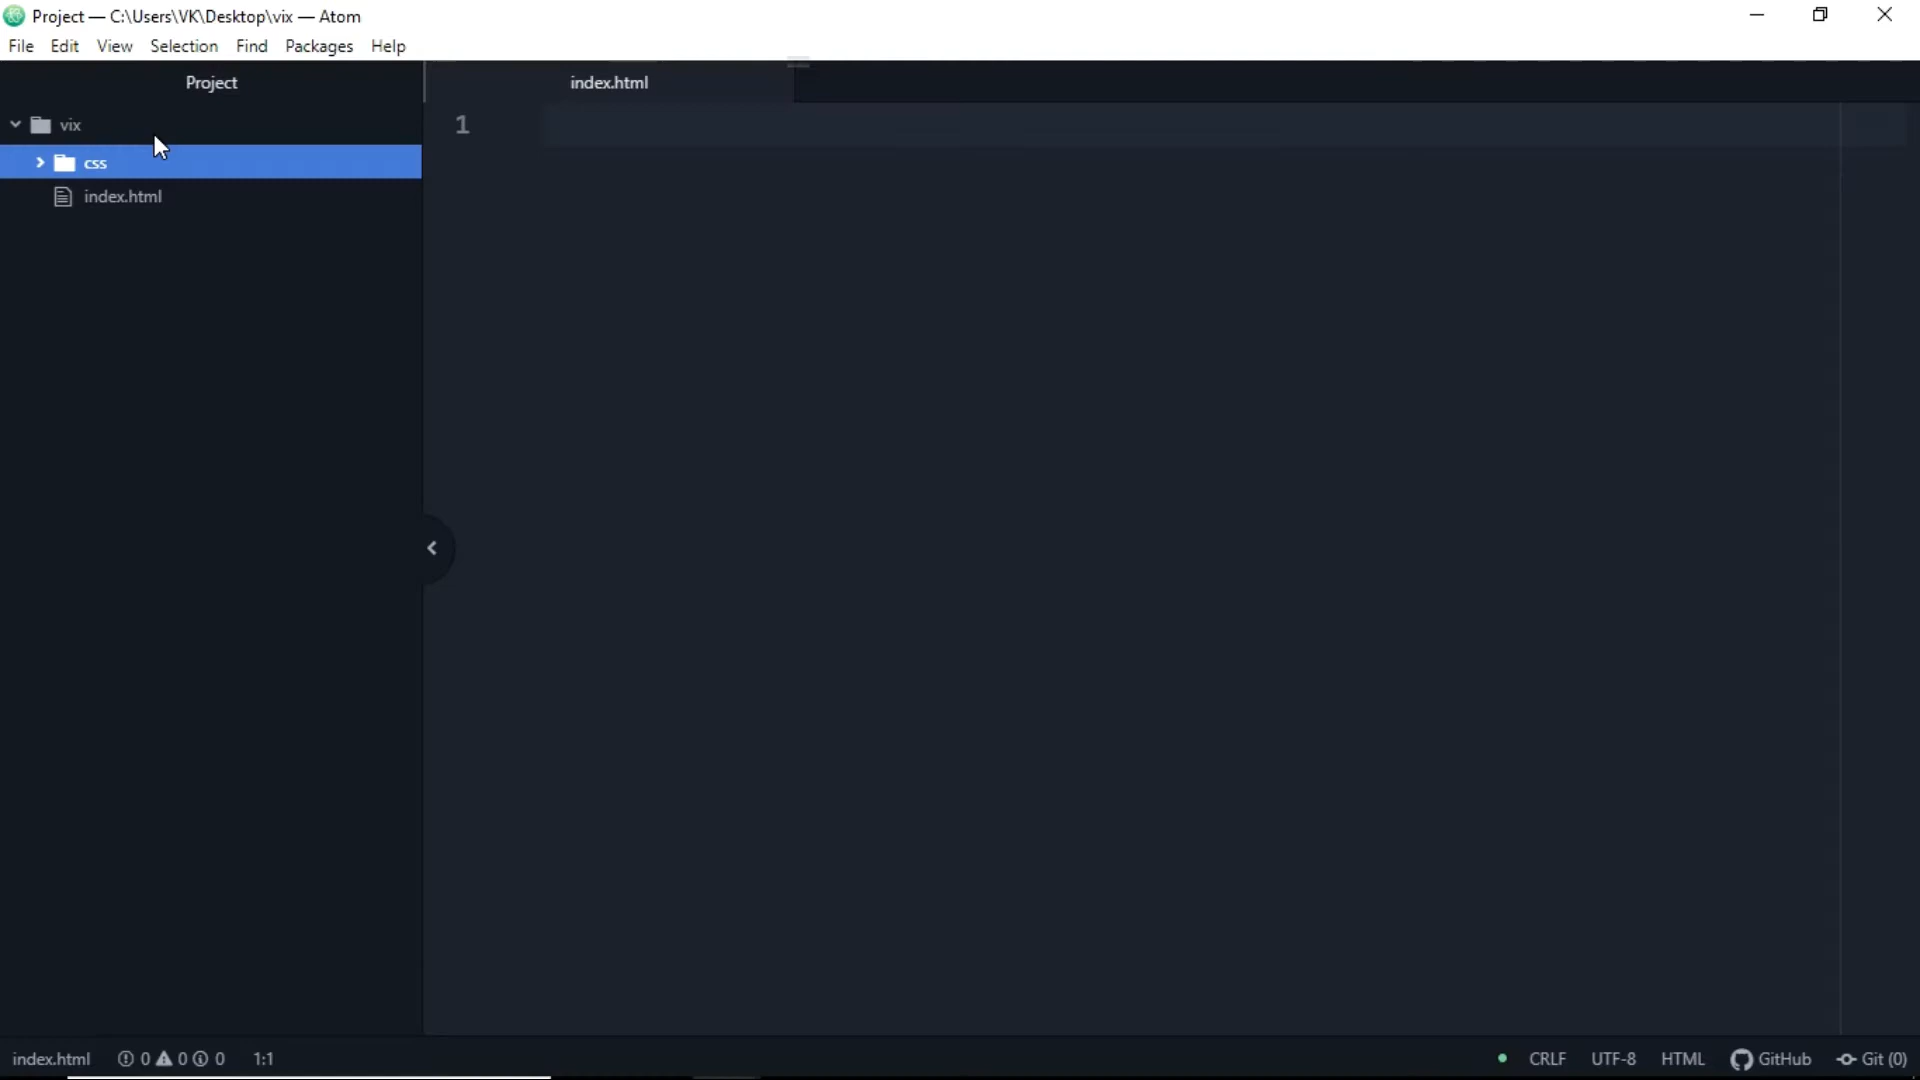 Project — C:\Users\VK\Desktop\vix — Atom
File Edit View Selection Find Packages Help
Project
index.html
vix
1
css
index.html
index.html 0 0 0 1:1 CRLF UTF-8 HTML GitHub Git (0)